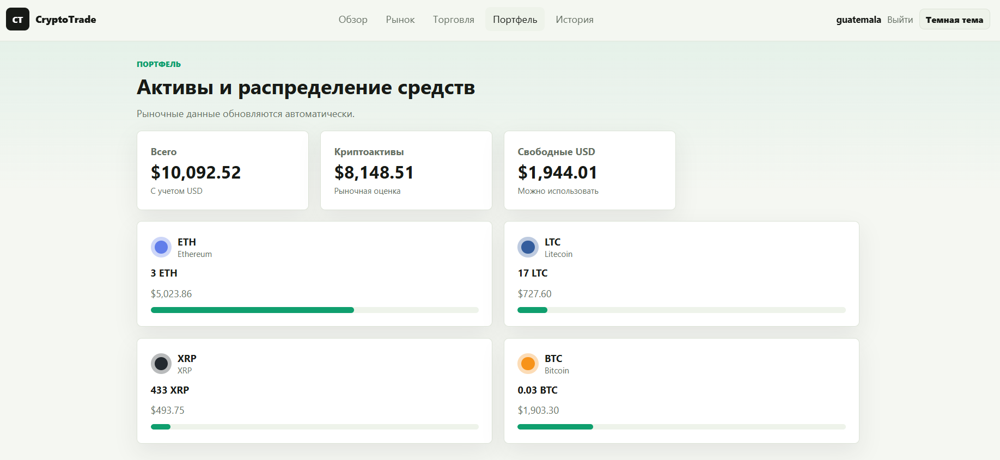 CT CryptoTrade Обзор Рынок Торговля Портфель История guatemala Выйти Темная тема
ПОРТФЕЛЬ
Активы и распределение средств
Рыночные данные обновляются автоматически.
Всего
$10,092.52
С учетом USD
Криптоактивы
$8,148.51
Рыночная оценка
Свободные USD
$1,944.01
Можно использовать
ETH
Ethereum
3 ETH
$5,023.86
LTC
Litecoin
17 LTC
$727.60
XRP
XRP
433 XRP
$493.75
BTC
Bitcoin
0.03 BTC
$1,903.30